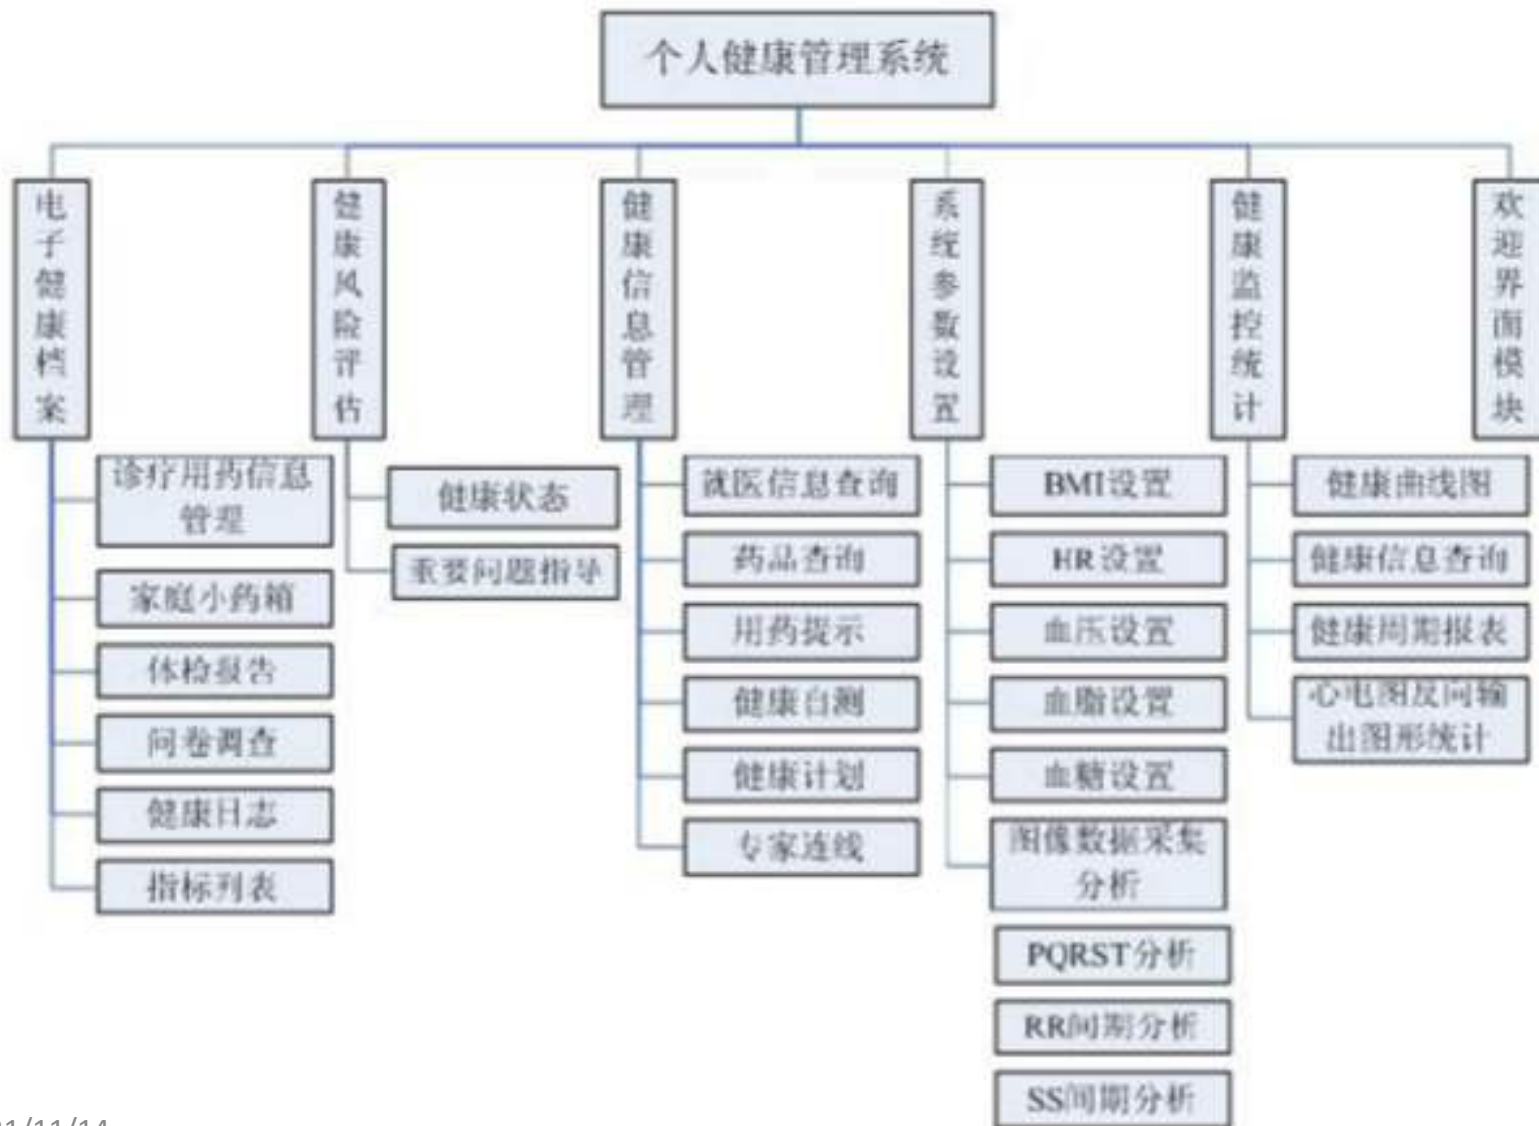 个人健康管理系统
电子健康档案
健康风险评估
健康信息管理
系统参数设置
健康监控统计
欢迎界面模块
诊疗用药信息
管理
家庭小药箱
体检报告
问卷调查
健康日志
指标列表
健康状态
重要问题指导
就医信息查询
药品查询
用药提示
健康自测
健康计划
专家连线
BMI设置
HR设置
血压设置
血脂设置
血糖设置
图像数据采集
分析
PQRST分析
RR间期分析
SS间期分析
健康曲线图
健康信息查询
健康周期报表
心电图反向输
出图形统计